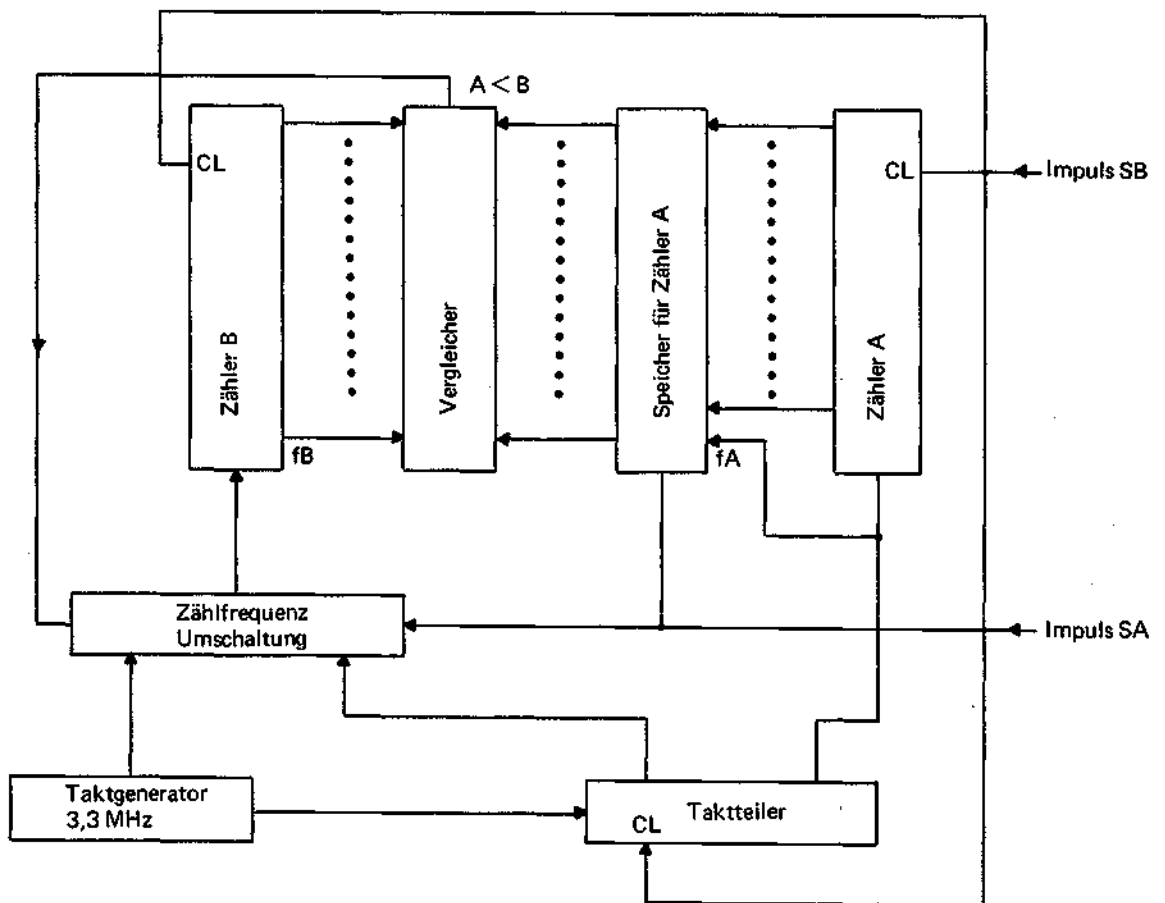 A < B
CL
Zähler B
fB
Vergleicher
Speicher für Zähler A
fA
CL
Zähler A
Impuls SB
Zählfrequenz
Umschaltung
Impuls SA
Taktgenerator
3,3 MHz
CL
Taktteiler